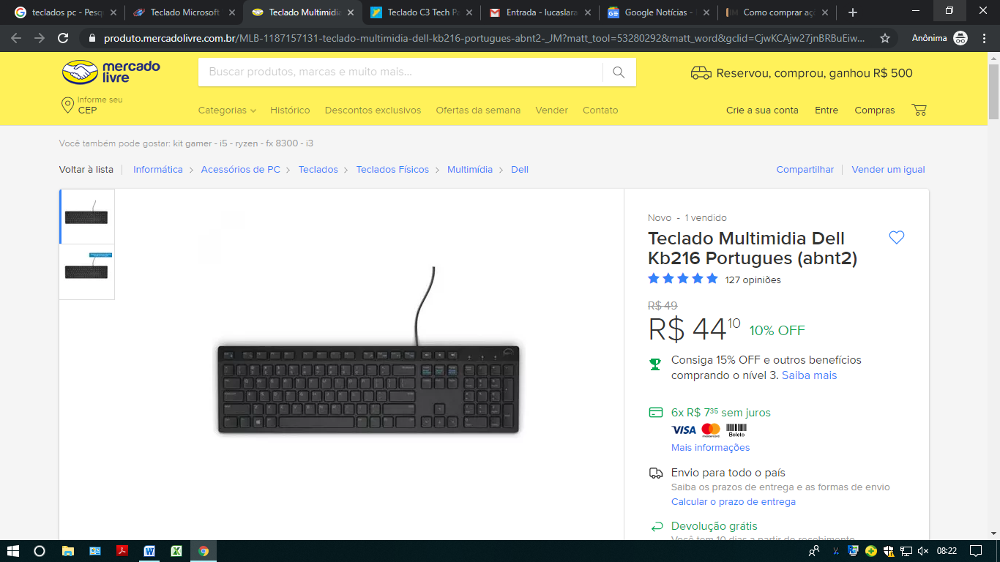 teclados pc - Pesq
Teclado Microsoft
Teclado Multimidia
Teclado C3 Tech Pa
Entrada - lucaslara
Google Notícias -
Como comprar açõ
produto.mercadolivre.com.br/MLB-1187157131-teclado-multimidia-dell-kb216-portugues-abnt2-_JM?matt_tool=53280292&matt_word&gclid=CjwKCAjw27jnBRBuEiw...
Anônima
mercado
livre
Buscar produtos, marcas e muito mais...
Reservou, comprou, ganhou R$ 500
Informe seu
CEP
Categorias
Histórico
Descontos exclusivos
Ofertas da semana
Vender
Contato
Crie a sua conta
Entre
Compras
Você também pode gostar: kit gamer - i5 - ryzen - fx 8300 - i3
Voltar à lista
Informática > Acessórios de PC > Teclados > Teclados Físicos > Multimídia > Dell
Compartilhar
Vender um igual
Novo - 1 vendido
Teclado Multimidia Dell
Kb216 Portugues (abnt2)
127 opiniões
R$ 49
R$ 44 10 10% OFF
Consiga 15% OFF e outros benefícios
comprando o nível 3. Saiba mais
6x R$ 7 35 sem juros
VISA mastercard Boleto
Mais informações
Envio para todo o país
Saiba os prazos de entrega e as formas de envio
Calcular o prazo de entrega
Devolução grátis
Você tem 10 dias a partir do recebimento
08:22